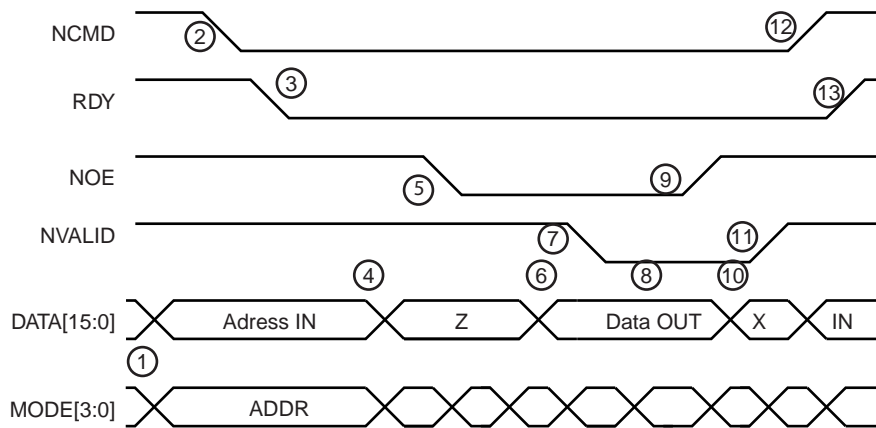 NCMD
2
12
RDY
3
13
NOE
5
9
NVALID
7
11
4
6
8
10
DATA[15:0]
Adress IN
Z
Data OUT
X
IN
1
MODE[3:0]
ADDR